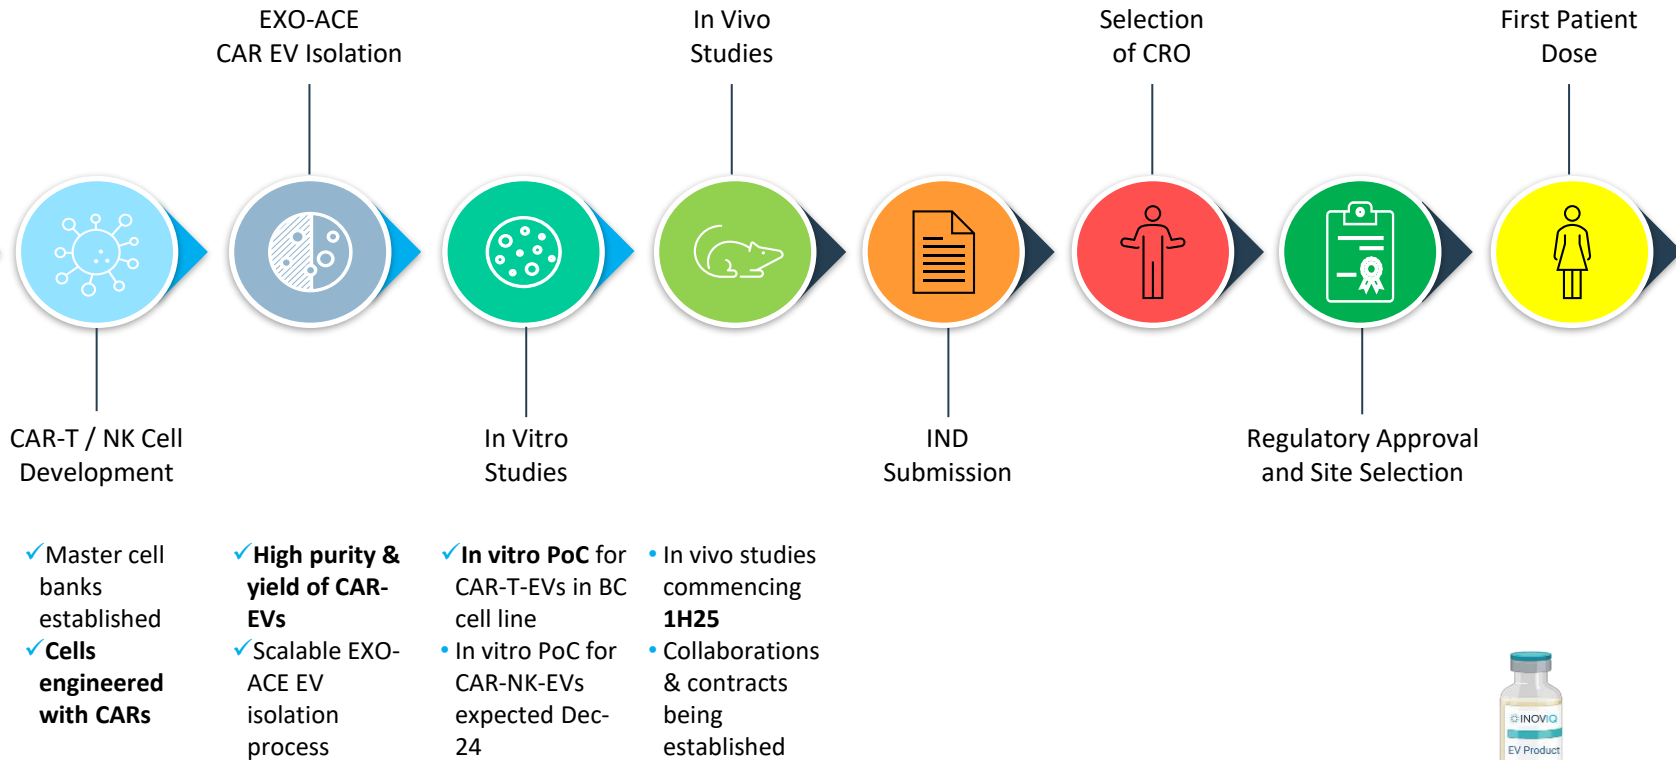 EXO-ACE
CAR EV Isolation
In Vivo
Studies
Selection
of CRO
First Patient
Dose
CAR-T / NK Cell
Development
In Vitro
Studies
IND
Submission
Regulatory Approval
and Site Selection
✓Master cell
banks
established
✓Cells
engineered
with CARs
✓High purity &
yield of CAR-
EVs
✓Scalable EXO-
ACE EV
isolation
process
✓In vitro PoC for
CAR-T-EVs in BC
cell line
• In vitro PoC for
CAR-NK-EVs
expected Dec-
24
• In vivo studies
commencing
1H25
• Collaborations
& contracts
being
established
INOVIQ
EV Product